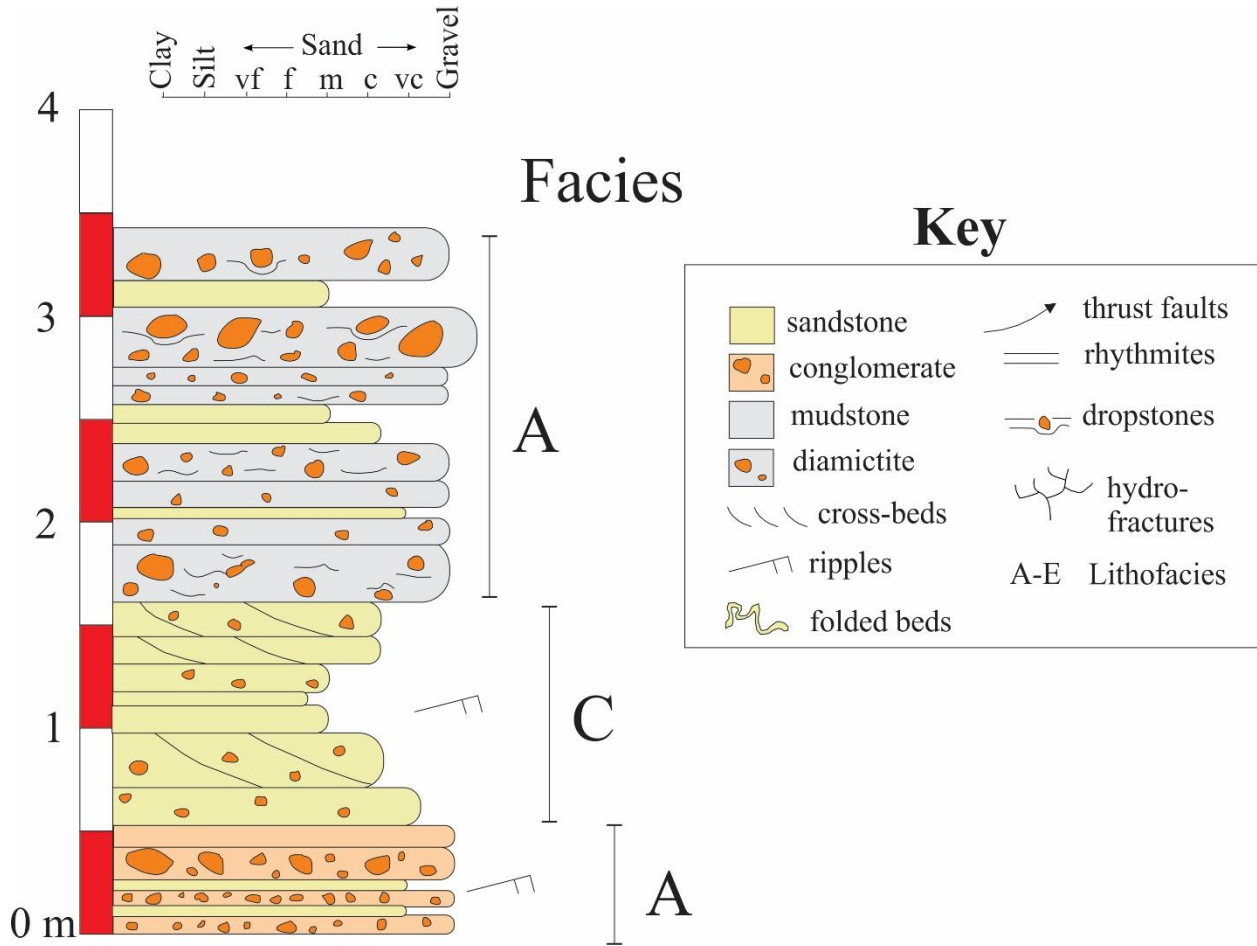 Clay
Silt
Sand
Gravel
vf f m c vc
4
3
2
1
0 m
Facies
A
C
A
Key
sandstone
conglomerate
mudstone
diamictite
cross-beds
ripples
folded beds
thrust faults
rhythmites
dropstones
hydro-
fractures
A-E Lithofacies